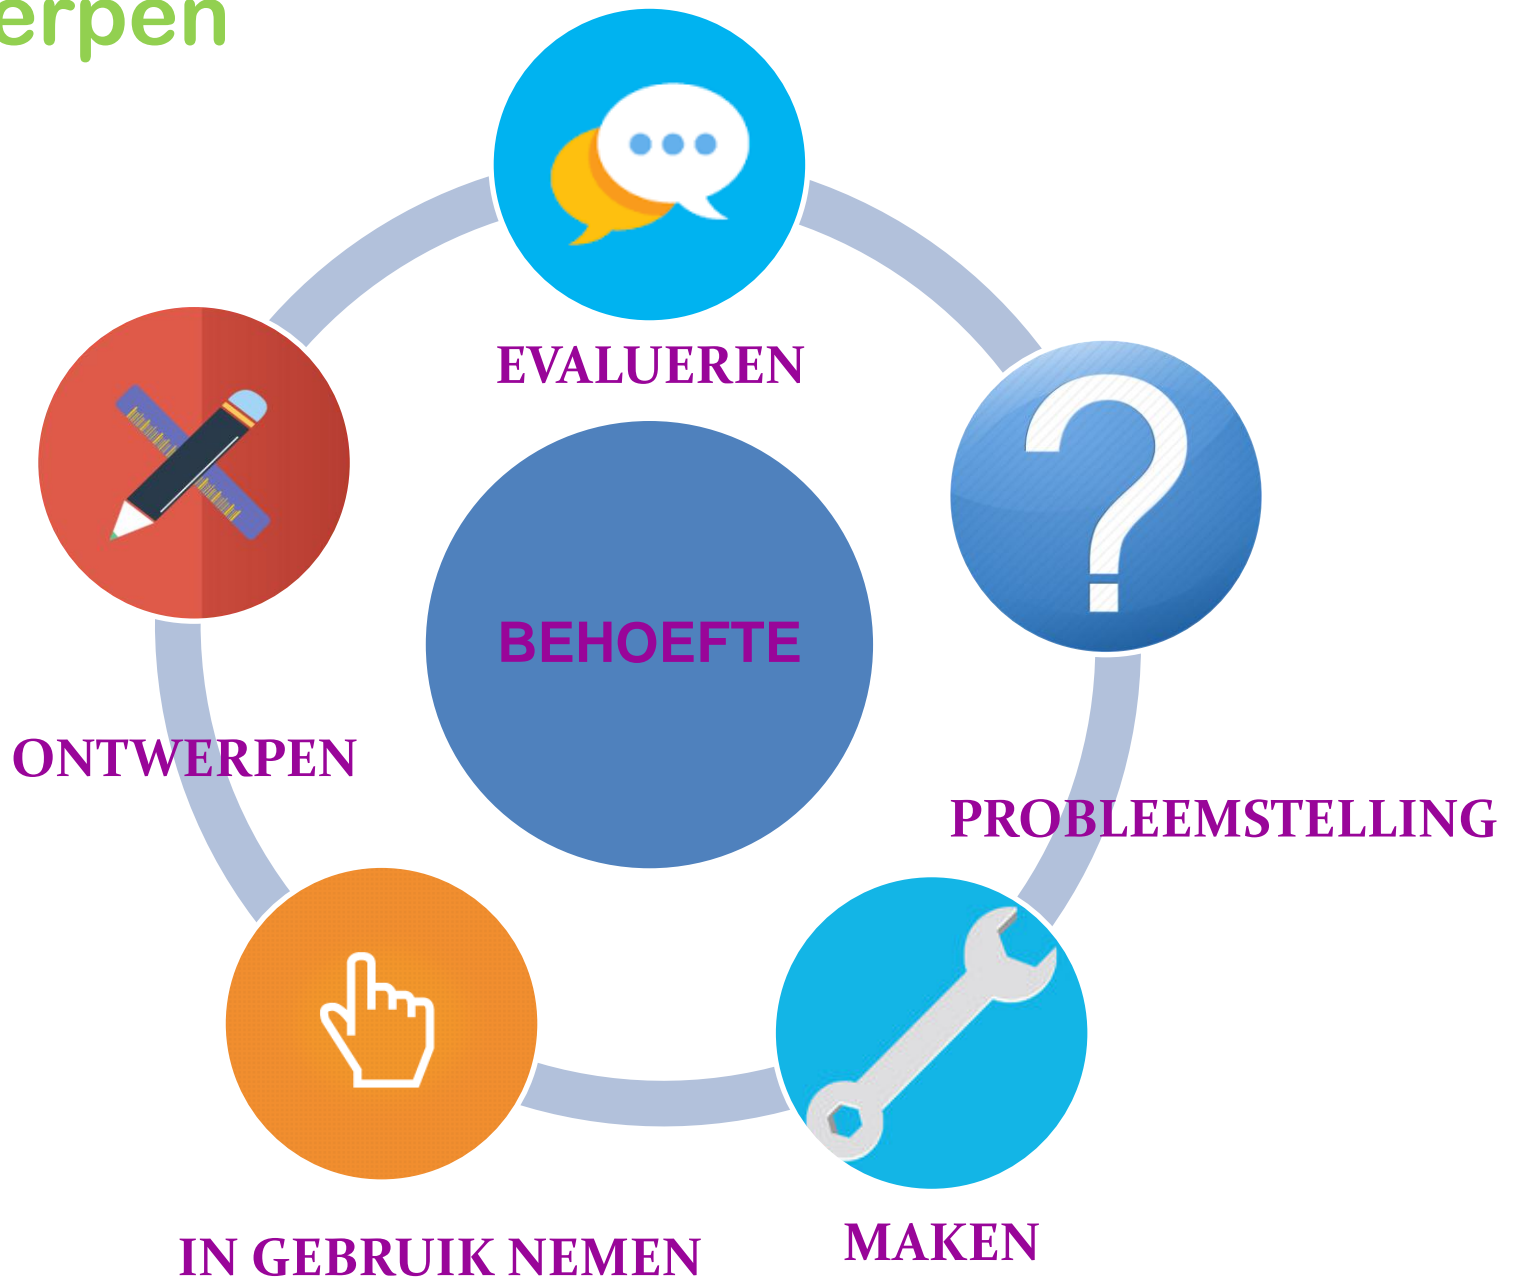 erpen
EVALUEREN
BEHOEFTE
ONTWERPEN
PROBLEEMSTELLING
MAKEN
IN GEBRUIK NEMEN